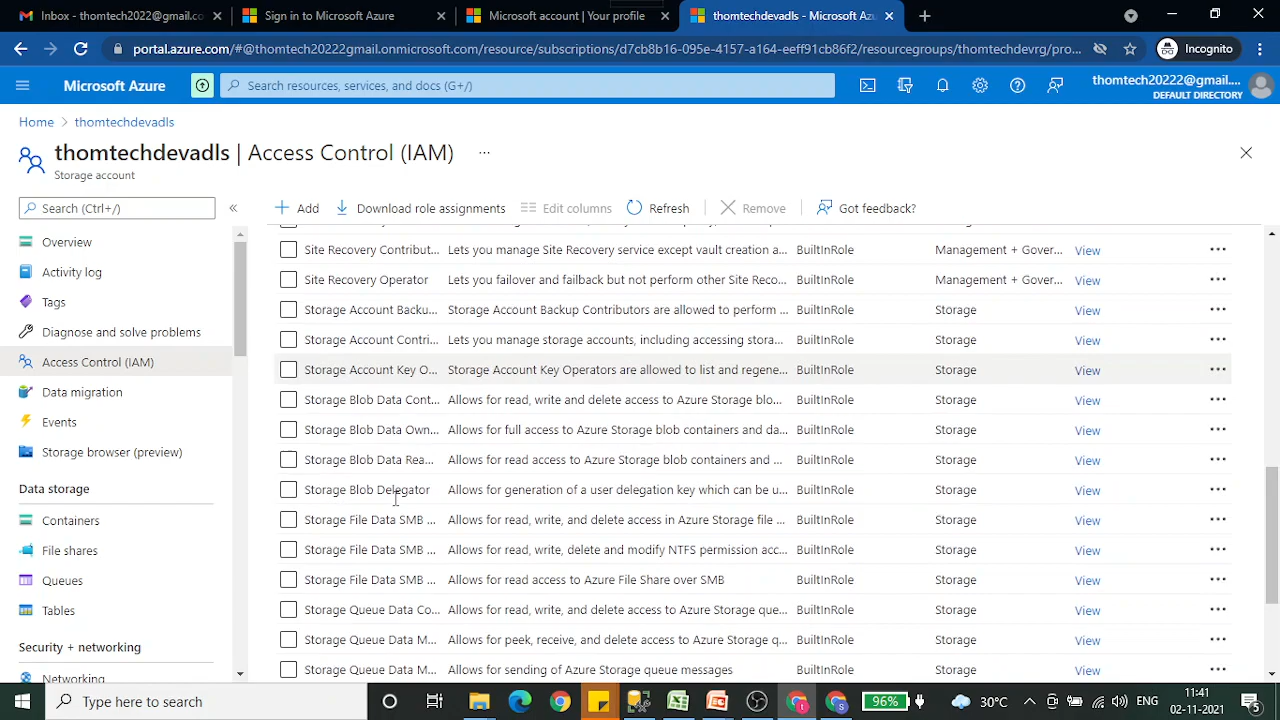 Inbox - thomtech20222@gmail.co
Sign in to Microsoft Azure
Microsoft account | Your profile
thomtechdevadls - Microsoft Az
portal.azure.com/#@thomtech20222gmail.onmicrosoft.com/resource/subscriptions/d7cb8b16-095e-4157-a164-eeff91cb86f2/resourcegroups/thomtechdevrg/pro...
Incognito
Microsoft Azure
Search resources, services, and docs (G+/)
thomtech20222@gmail....
DEFAULT DIRECTORY
Home > thomtechdevadls
thomtechdevadls | Access Control (IAM) ...
Storage account
Search (Ctrl+/)
Overview
Activity log
Tags
Diagnose and solve problems
Access Control (IAM)
Data migration
Events
Storage browser (preview)
Data storage
Containers
File shares
Queues
Tables
Security + networking
Networking
Add Download role assignments Edit columns Refresh Remove Got feedback?
Site Recovery Contribut... Lets you manage Site Recovery service except vault creation a... BuiltInRole Management + Gover... View ...
Site Recovery Operator Lets you failover and failback but not perform other Site Reco... BuiltInRole Management + Gover... View ...
Storage Account Backu... Storage Account Backup Contributors are allowed to perform ... BuiltInRole Storage View ...
Storage Account Contri... Lets you manage storage accounts, including accessing stora... BuiltInRole Storage View ...
Storage Account Key O... Storage Account Key Operators are allowed to list and regene... BuiltInRole Storage View ...
Storage Blob Data Cont... Allows for read, write and delete access to Azure Storage blo... BuiltInRole Storage View ...
Storage Blob Data Own... Allows for full access to Azure Storage blob containers and da... BuiltInRole Storage View ...
Storage Blob Data Rea... Allows for read access to Azure Storage blob containers and ... BuiltInRole Storage View ...
Storage Blob Delegator Allows for generation of a user delegation key which can be u... BuiltInRole Storage View ...
Storage File Data SMB ... Allows for read, write, and delete access in Azure Storage file ... BuiltInRole Storage View ...
Storage File Data SMB ... Allows for read, write, delete and modify NTFS permission acc... BuiltInRole Storage View ...
Storage File Data SMB ... Allows for read access to Azure File Share over SMB BuiltInRole Storage View ...
Storage Queue Data Co... Allows for read, write, and delete access to Azure Storage que... BuiltInRole Storage View ...
Storage Queue Data M... Allows for peek, receive, and delete access to Azure Storage q... BuiltInRole Storage View ...
Storage Queue Data M... Allows for sending of Azure Storage queue messages BuiltInRole Storage View ...
Type here to search
96%
30°C
ENG
11:41
02-11-2021
5